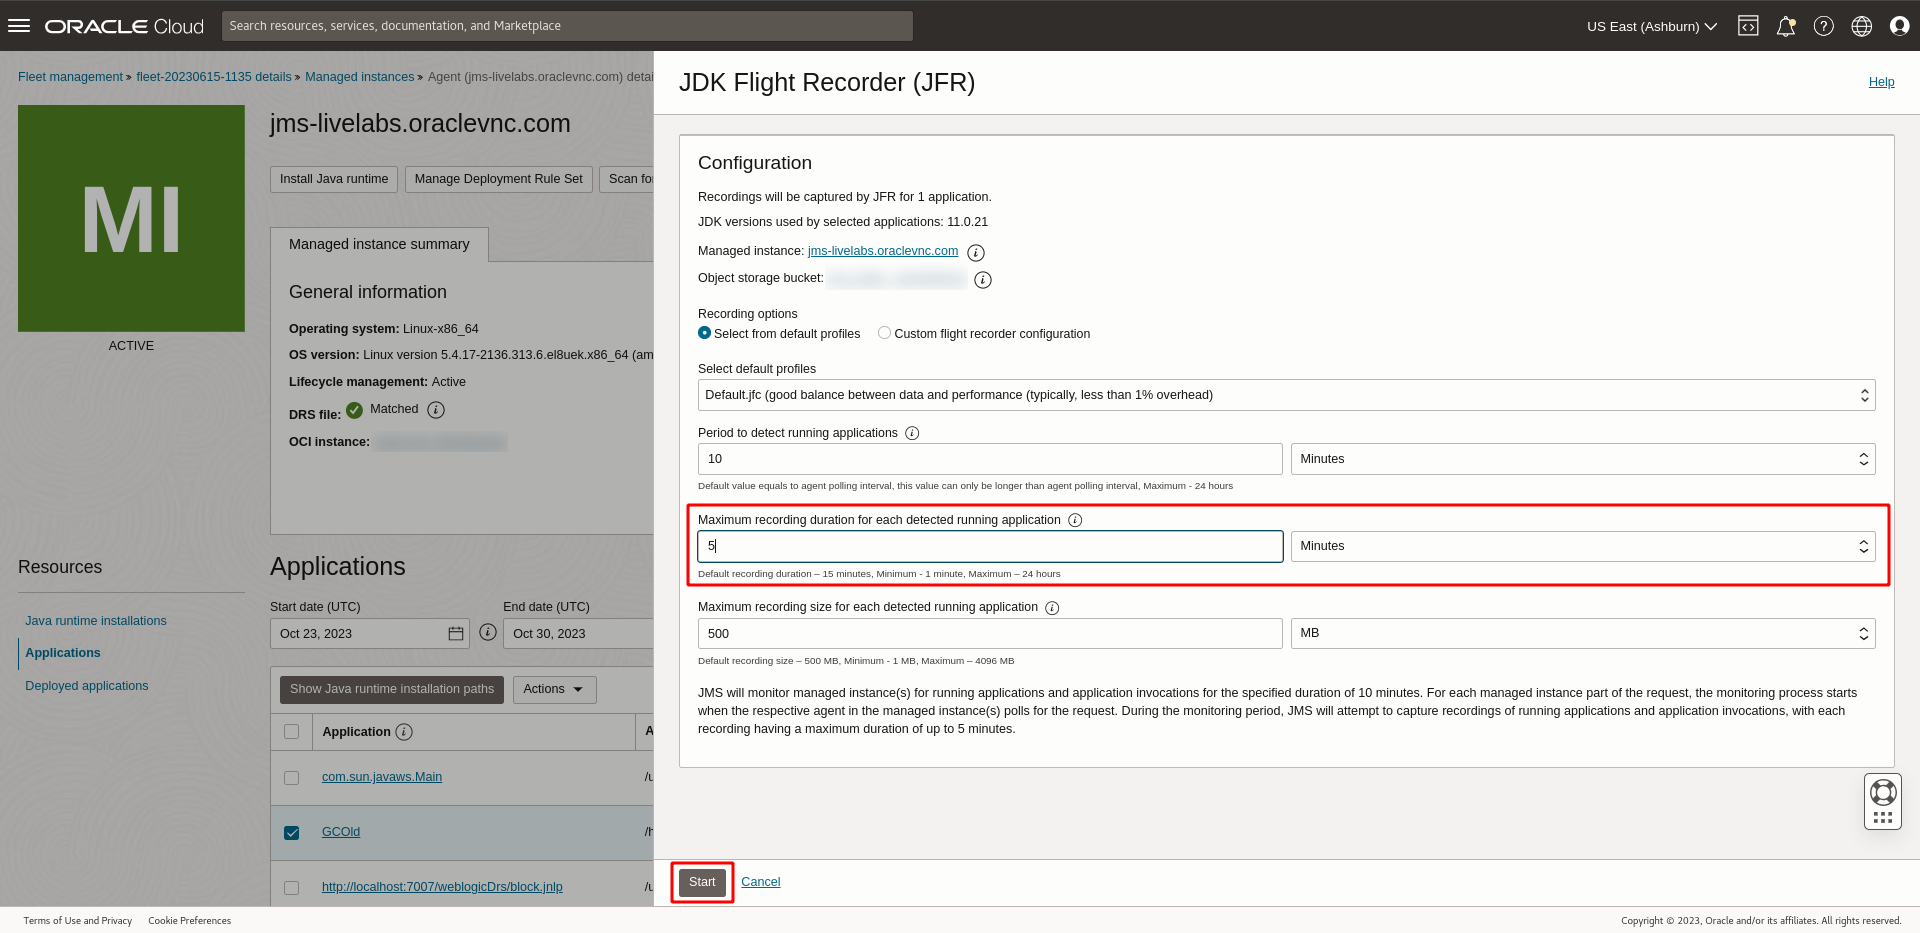 ORACLE Cloud
Search resources, services, documentation, and Marketplace
US East (Ashburn)
Fleet management » fleet-20230615-1135 details » Managed instances » Agent (jms-livelabs.oraclevnc.com) detai
MI
ACTIVE
jms-livelabs.oraclevnc.com
Install Java runtime
Manage Deployment Rule Set
Scan fo
Managed instance summary
General information
Operating system: Linux-x86_64
OS version: Linux version 5.4.17-2136.313.6.el8uek.x86_64 (am
Lifecycle management: Active
DRS file: Matched
OCI instance:
Resources
Java runtime installations
Applications
Deployed applications
Applications
Start date (UTC)
End date (UTC)
Oct 23, 2023
Oct 30, 2023
Show Java runtime installation paths
Actions
Application
A
com.sun.javaws.Main
/u
GCOld
/h
http://localhost:7007/weblogicDrs/block.jnlp
/u
JDK Flight Recorder (JFR)
Help
Configuration
Recordings will be captured by JFR for 1 application.
JDK versions used by selected applications: 11.0.21
Managed instance: jms-livelabs.oraclevnc.com
Object storage bucket:
Recording options
Select from default profiles
Custom flight recorder configuration
Select default profiles
Default.jfc (good balance between data and performance (typically, less than 1% overhead)
Period to detect running applications
10
Minutes
Default value equals to agent polling interval, this value can only be longer than agent polling interval, Maximum - 24 hours
Maximum recording duration for each detected running application
5
Minutes
Default recording duration – 15 minutes, Minimum - 1 minute, Maximum – 24 hours
Maximum recording size for each detected running application
500
MB
Default recording size – 500 MB, Minimum - 1 MB, Maximum – 4096 MB
JMS will monitor managed instance(s) for running applications and application invocations for the specified duration of 10 minutes. For each managed instance part of the request, the monitoring process starts
when the respective agent in the managed instance(s) polls for the request. During the monitoring period, JMS will attempt to capture recordings of running applications and application invocations, with each
recording having a maximum duration of up to 5 minutes.
Start
Cancel
Terms of Use and Privacy
Cookie Preferences
Copyright © 2023, Oracle and/or its affiliates. All rights reserved.